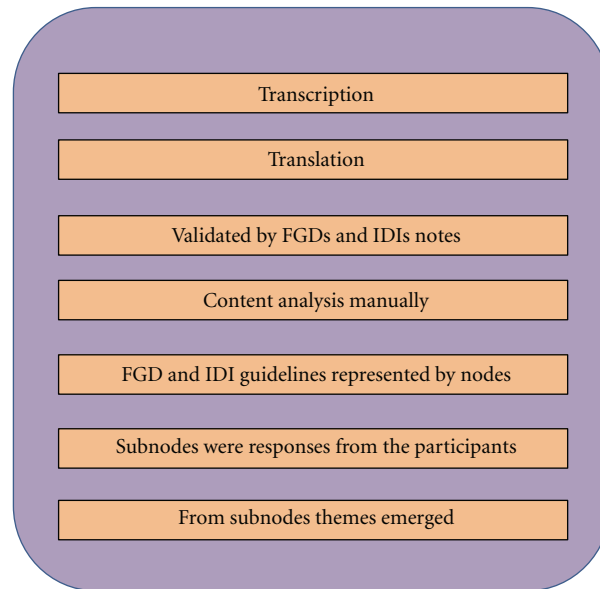 Transcription
Translation
Validated by FGDs and IDIs notes
Content analysis manually
FGD and IDI guidelines represented by nodes
Subnodes were responses from the participants
From subnodes themes emerged